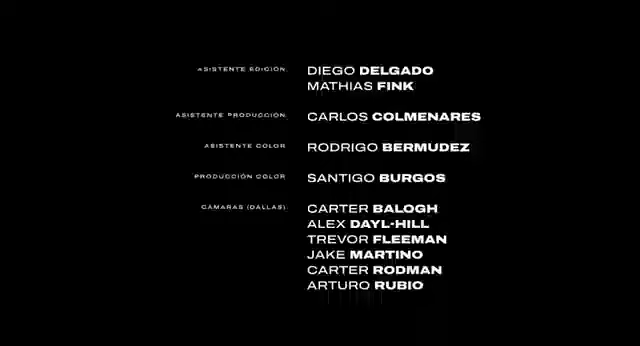 ASISTENTE EDICIÓN DIEGO DELGADO
MATHIAS FINK
ASISTENTE PRODUCCIÓN CARLOS COLMENARES
ASISTENTE COLOR RODRIGO BERMUDEZ
PRODUCCIÓN COLOR SANTIGO BURGOS
CÁMARAS (DALLAS) CARTER BALOGH
ALEX DAYL-HILL
TREVOR FLEEMAN
JAKE MARTINO
CARTER RODMAN
ARTURO RUBIO